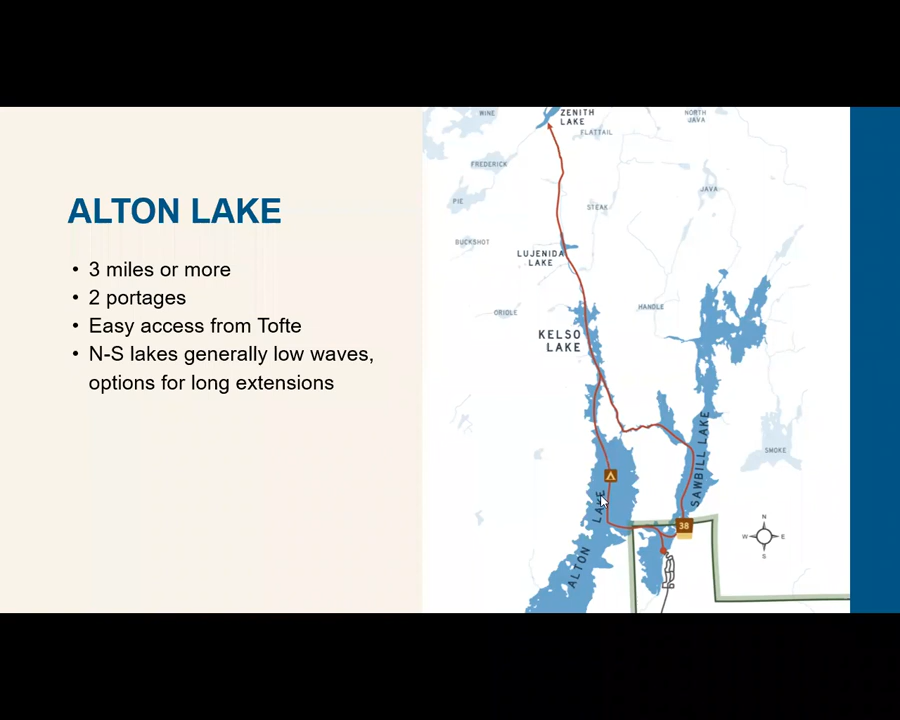 ALTON LAKE
• 3 miles or more
• 2 portages
• Easy access from Tofte
• N-S lakes generally low waves,
options for long extensions
WINE
ZENITH
LAKE
NORTH
JAVA
FLATTAIL
FREDERICK
JAVA
PIE
STEAK
BUCKSHOT
LUJENIDA
LAKE
ORIOLE
HANDLE
KELSO
LAKE
SAWBILL LAKE
SMOKE
ALTON LAKE
38
N
W E
S